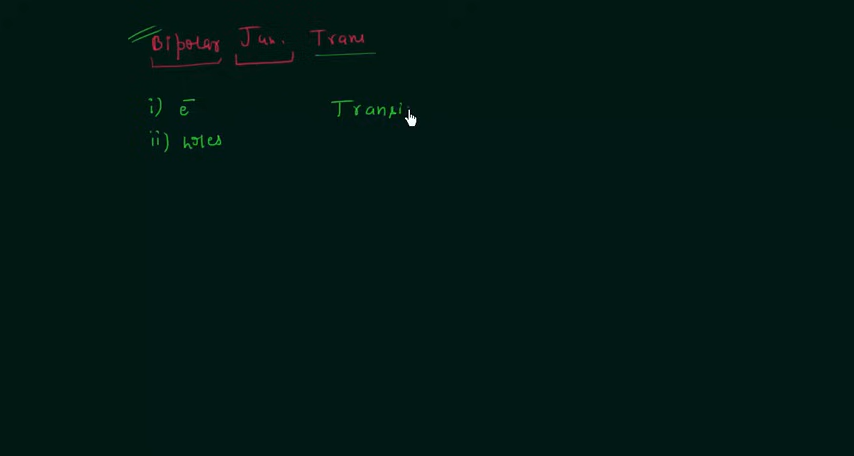 Bipolar Jun. Trans
i) e⁻ Transi
ii) holes